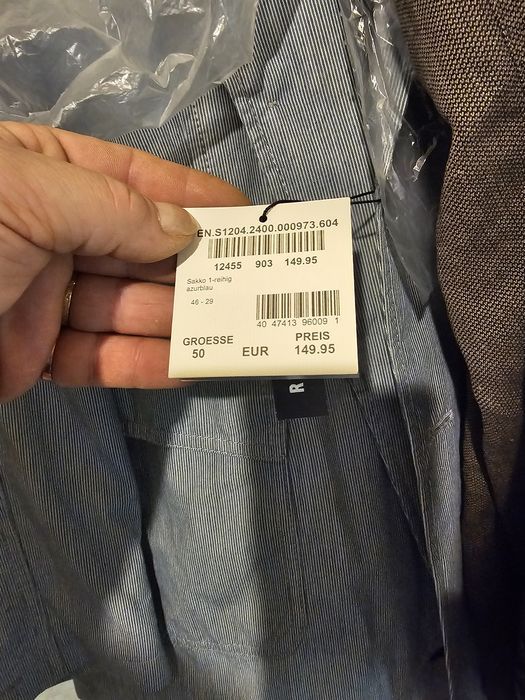 EN.S1204.2400.000973.604
12455 903 149.95
Sakko 1-reihig
azurblau
46 - 29
40 47413 96009 1
GROESSE PREIS
50 EUR 149.95
R